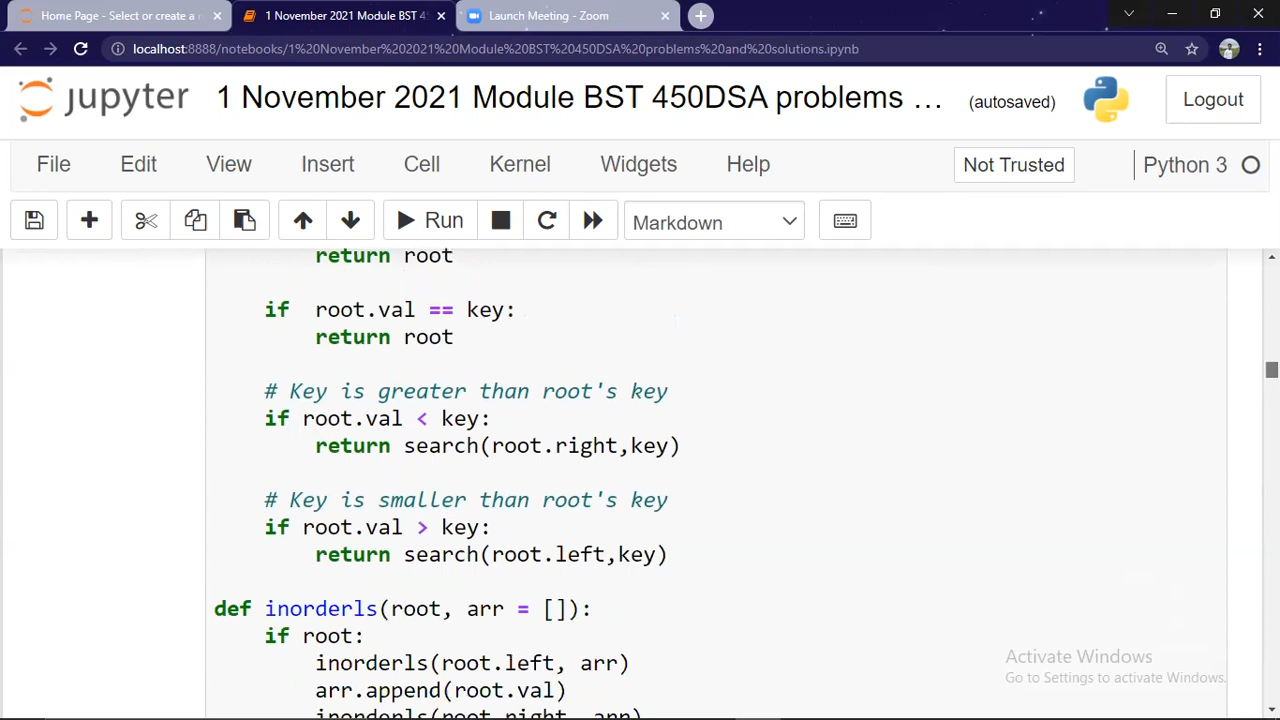 Home Page - Select or create a
1 November 2021 Module BST 4
Launch Meeting - Zoom
localhost:8888/notebooks/1%20November%202021%20Module%20BST%20450DSA%20problems%20and%20solutions.ipynb
jupyter
1 November 2021 Module BST 450DSA problems ...
(autosaved)
Logout
File Edit View Insert Cell Kernel Widgets Help
Not Trusted
Python 3
Run
Markdown
return root
if root.val == key:
return root
# Key is greater than root's key
if root.val < key:
return search(root.right,key)
# Key is smaller than root's key
if root.val > key:
return search(root.left,key)
def inorderls(root, arr = []):
if root:
inorderls(root.left, arr)
arr.append(root.val)
inorderls(root.right, arr)
Activate Windows
Go to Settings to activate Windows.